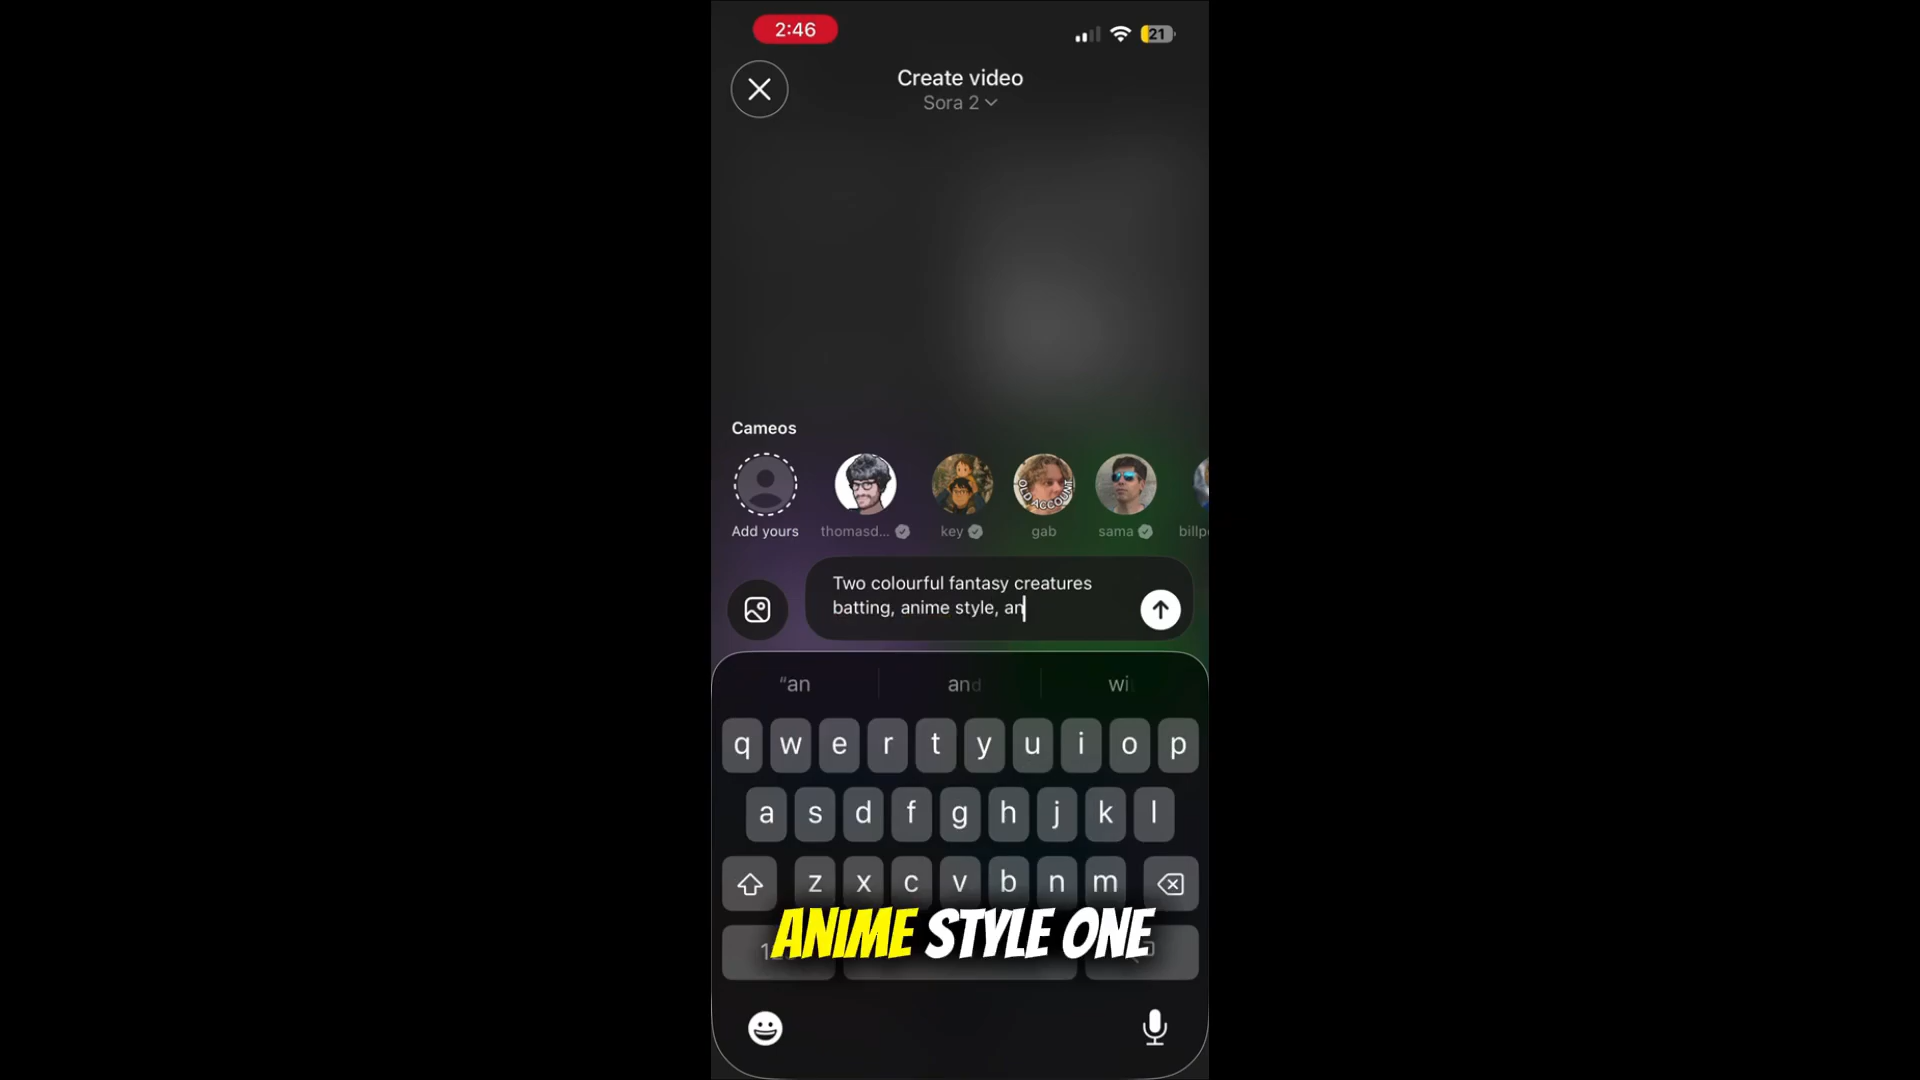 2:46
21
Create video
Sora 2
Cameos
OLD ACCOUNT
Add yours
thomasd...
key
gab
sama
billp
Two colourful fantasy creatures
batting, anime style, an
"an and wi
q w e r t y u i o p
a s d f g h j k l
z x c v b n m
ANIME STYLE ONE